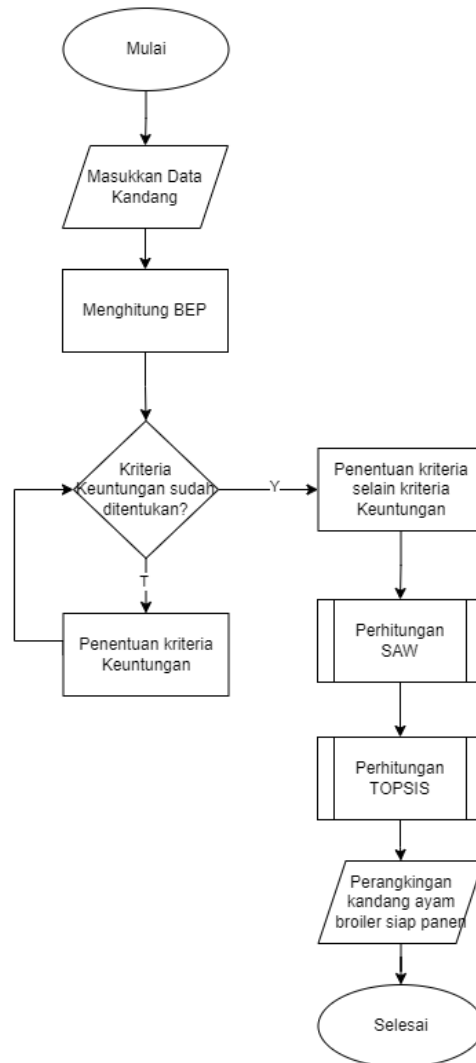 Mulai
Masukkan Data
Kandang
Menghitung BEP
Kriteria
Keuntungan sudah
ditentukan?
Y
T
Penentuan kriteria
Keuntungan
Penentuan kriteria
selain kriteria
Keuntungan
Perhitungan
SAW
Perhitungan
TOPSIS
Perangkingan
kandang ayam
broiler siap panen
Selesai